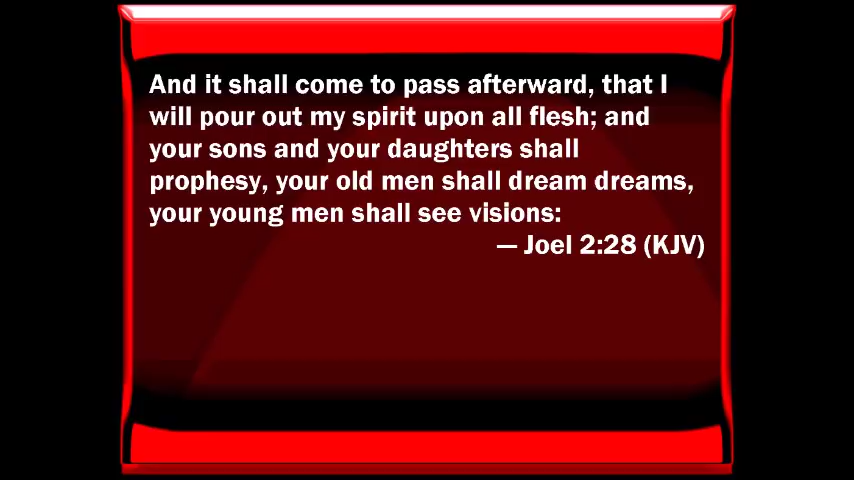 And it shall come to pass afterward, that I
will pour out my spirit upon all flesh; and
your sons and your daughters shall
prophesy, your old men shall dream dreams,
your young men shall see visions:
— Joel 2:28 (KJV)